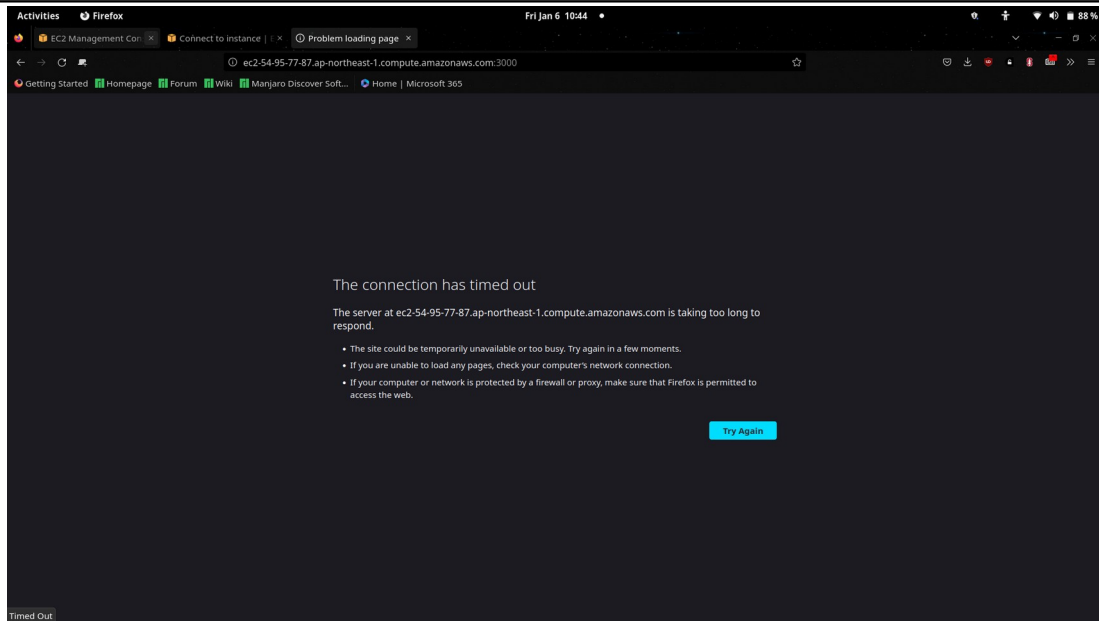 Activities Firefox Fri Jan 6 10:44 88 %
EC2 Management Con Connect to instance | Problem loading page
ec2-54-95-77-87.ap-northeast-1.compute.amazonaws.com:3000
Getting Started Homepage Forum Wiki Manjaro Discover Soft... Home | Microsoft 365
The connection has timed out
The server at ec2-54-95-77-87.ap-northeast-1.compute.amazonaws.com is taking too long to
respond.
• The site could be temporarily unavailable or too busy. Try again in a few moments.
• If you are unable to load any pages, check your computer's network connection.
• If your computer or network is protected by a firewall or proxy, make sure that Firefox is permitted to
access the web.
Try Again
Timed Out